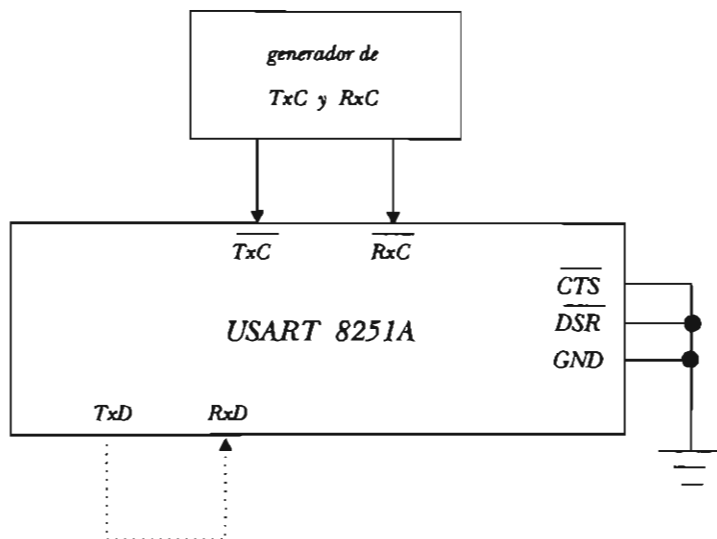 generador de
TxC y RxC
TxC RxC
CTS
USART 8251A
DSR
GND
TxD RxD